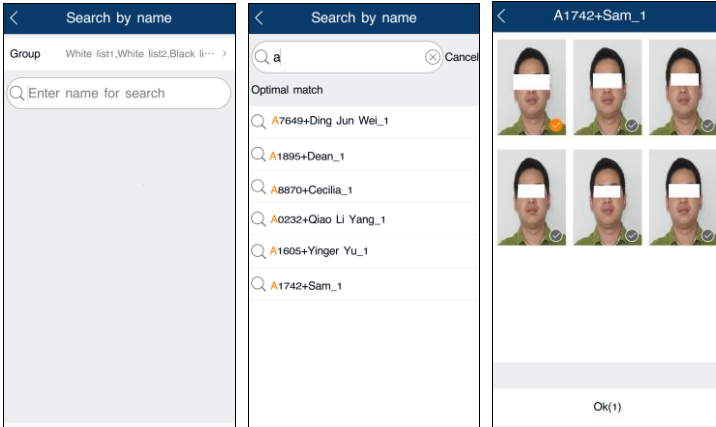 Search by name
Group White list1,White list2,Black li···
Enter name for search
Search by name
a Cancel
Optimal match
A7649+Ding Jun Wei_1
A1895+Dean_1
A8870+Cecilia_1
A0232+Qiao Li Yang_1
A1605+Yinger Yu_1
A1742+Sam_1
A1742+Sam_1
Ok(1)